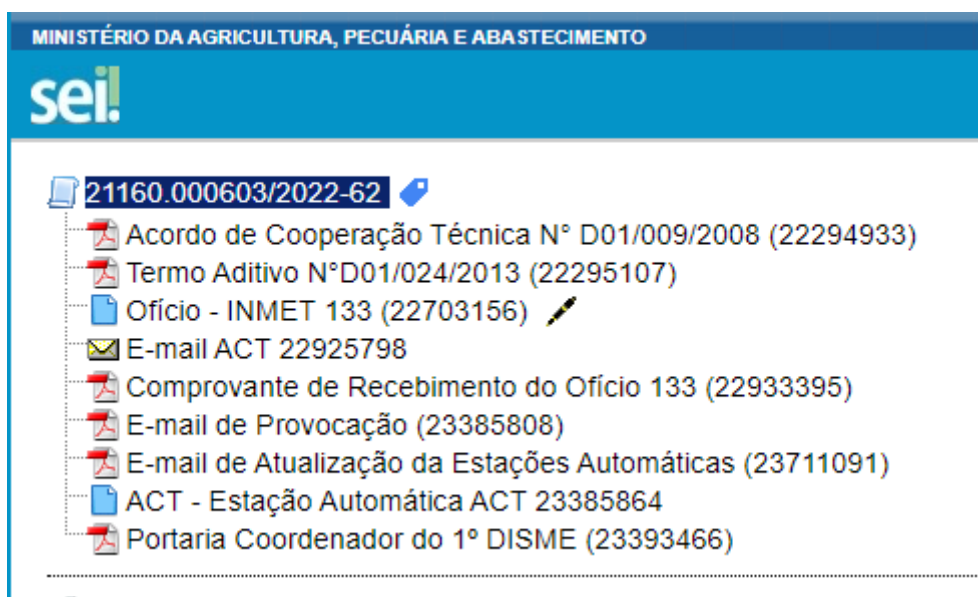 MINISTÉRIO DA AGRICULTURA, PECUÁRIA E ABASTECIMENTO
sei!
21160.000603/2022-62
Acordo de Cooperação Técnica N° D01/009/2008 (22294933)
Termo Aditivo N°D01/024/2013 (22295107)
Ofício - INMET 133 (22703156)
E-mail ACT 22925798
Comprovante de Recebimento do Ofício 133 (22933395)
E-mail de Provocação (23385808)
E-mail de Atualização da Estações Automáticas (23711091)
ACT - Estação Automática ACT 23385864
Portaria Coordenador do 1º DISME (23393466)